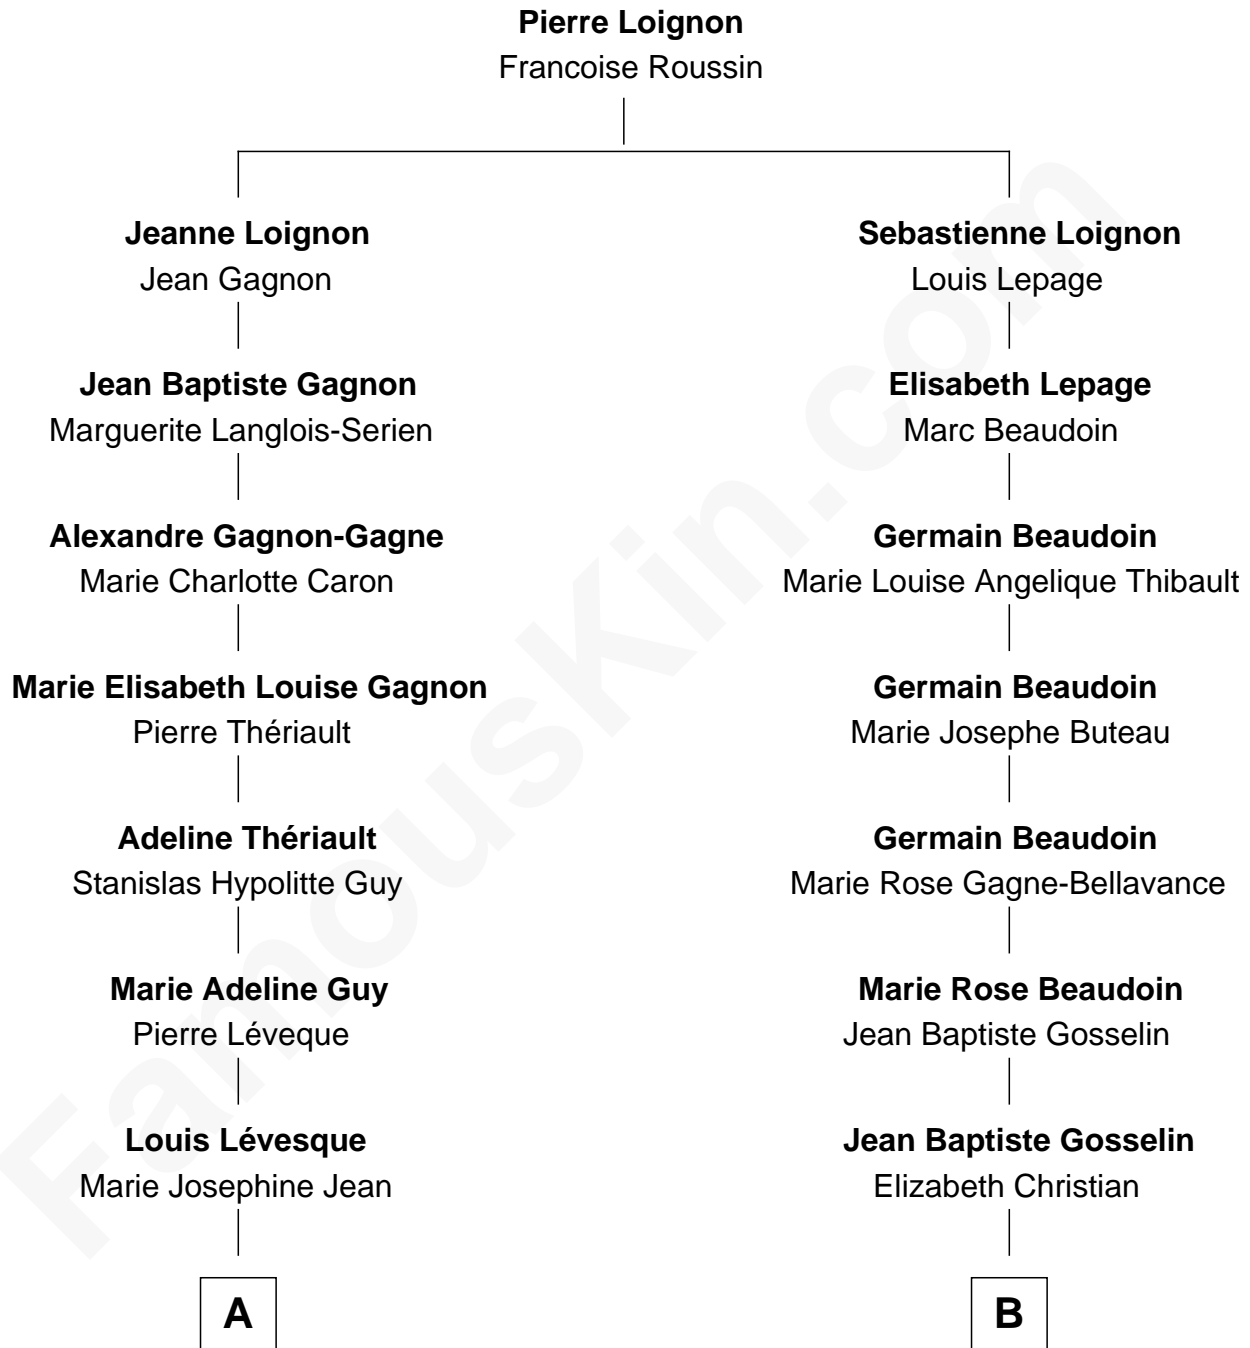 Pierre Loignon
Francoise Roussin
Jeanne Loignon
Jean Gagnon
Sebastienne Loignon
Louis Lepage
Jean Baptiste Gagnon
Marguerite Langlois-Serien
Elisabeth Lepage
Marc Beaudoin
Alexandre Gagnon-Gagne
Marie Charlotte Caron
Germain Beaudoin
Marie Louise Angelique Thibault
Marie Elisabeth Louise Gagnon
Pierre Thériault
Germain Beaudoin
Marie Josephe Buteau
Adeline Thériault
Stanislas Hypolitte Guy
Germain Beaudoin
Marie Rose Gagne-Bellavance
Marie Adeline Guy
Pierre Léveque
Marie Rose Beaudoin
Jean Baptiste Gosselin
Louis Lévesque
Marie Josephine Jean
Jean Baptiste Gosselin
Elizabeth Christian
A
B
FamousKin.com